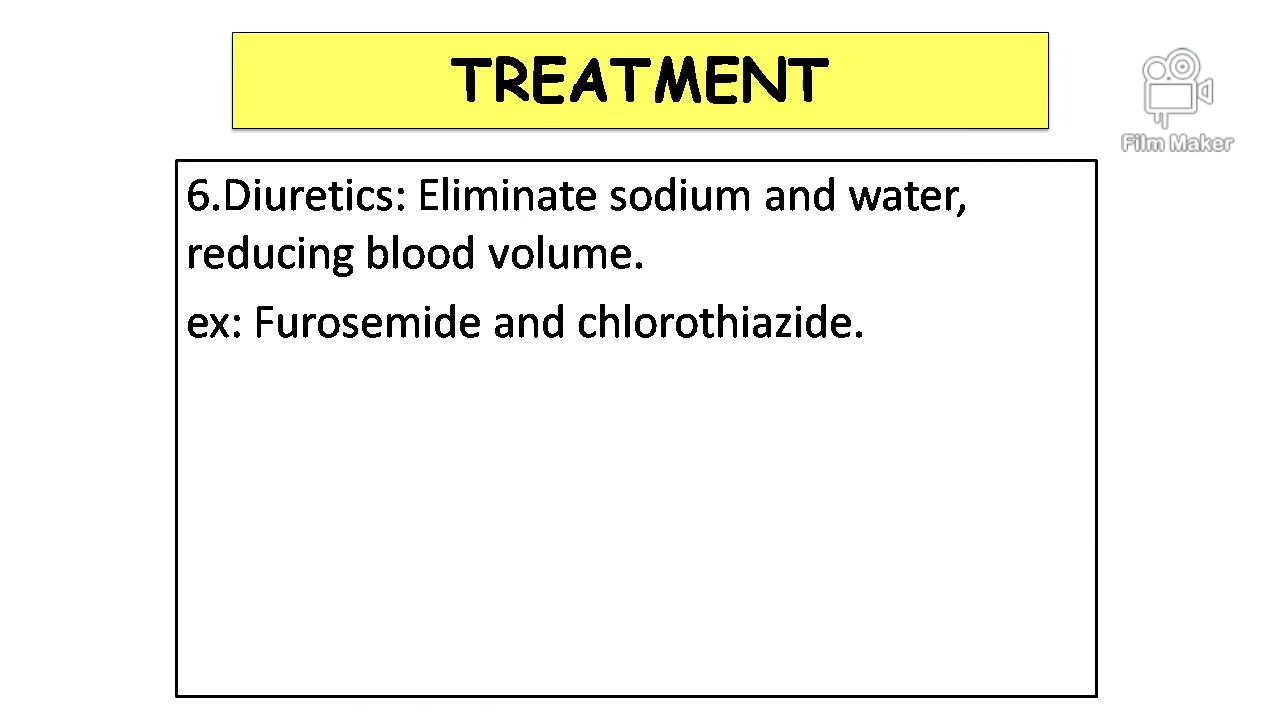 TREATMENT
Film Maker
6.Diuretics: Eliminate sodium and water,
reducing blood volume.
ex: Furosemide and chlorothiazide.